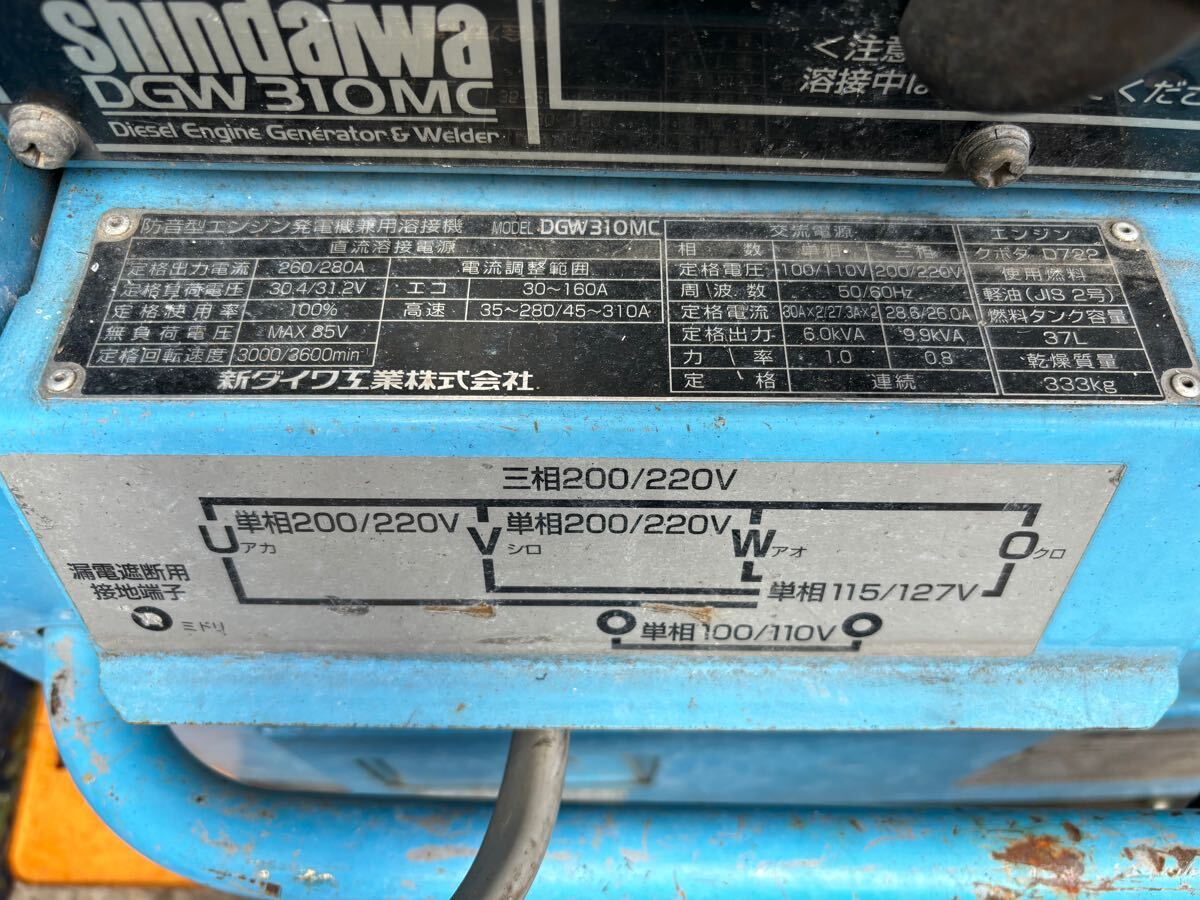 shindaiwa
DGW310MC
Diesel Engine Generator & Welder
<注意
溶接中は くださ
防音型エンジン発電機兼用溶接機 MODEL DGW310MC
直流溶接電源
定格出力電流 260/280A 電流調整範囲
定格負荷電圧 30.4/31.2V エコ 30~160A
定格使用率 100% 高速 35~280/45~310A
無負荷電圧 MAX 85V
定格回転速度 3000/3600min⁻¹
新ダイワ工業株式会社
交流電源
相数 単相 三相
定格電圧 100/110V 200/220V
周波数 50/60Hz
定格電流 30A×2/27.3A×2 28.6/26.0A
定格出力 6.0kVA 9.9kVA
力率 1.0 0.8
定格 連続
エンジン
クボタ D722
使用燃料
軽油(JIS 2号)
燃料タンク容量
37L
乾燥質量
333kg
三相200/220V
単相200/220V 単相200/220V
U アカ V シロ W アオ O クロ
L
漏電遮断用
接地端子
ミドリ
単相115/127V
単相100/110V